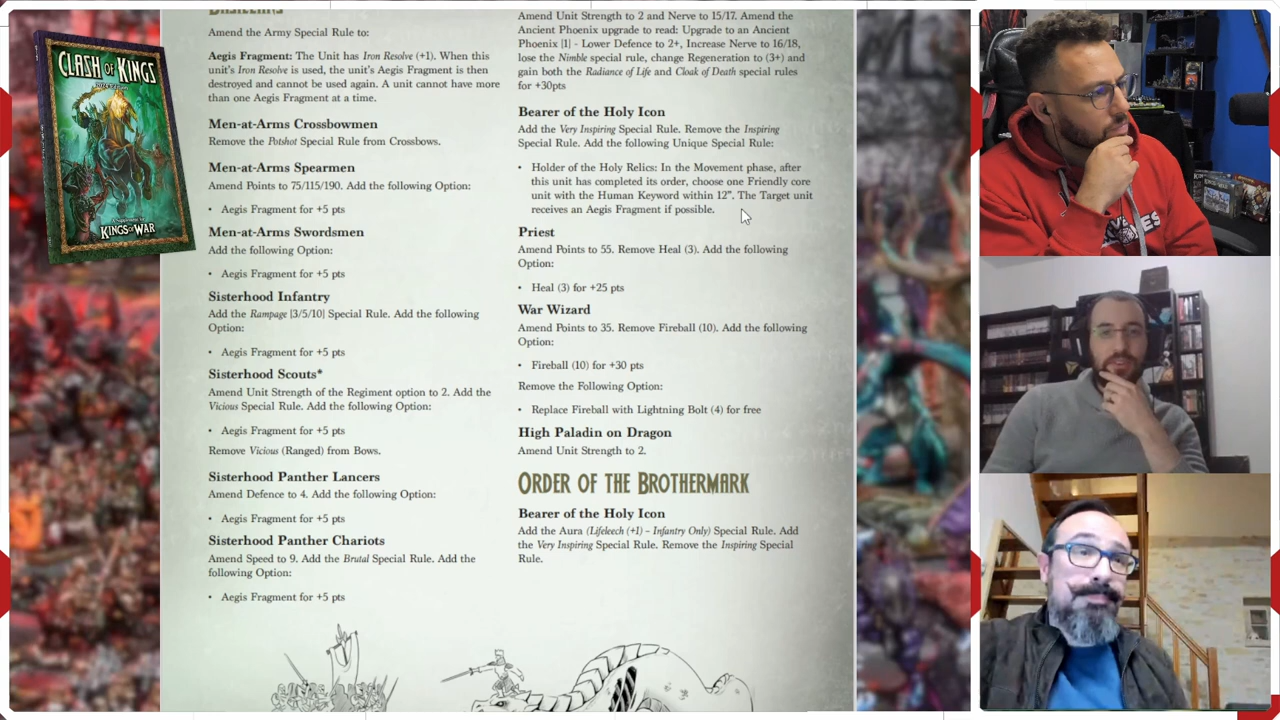 CLASH OF KINGS
2024 Edition
A Supplement to
KINGS OF WAR
BASILEANS
Amend the Army Special Rule to:
Aegis Fragment: The Unit has Iron Resolve (+1). When this
unit's Iron Resolve is used, the unit's Aegis Fragment is then
destroyed and cannot be used again. A unit cannot have more
than one Aegis Fragment at a time.
Men-at-Arms Crossbowmen
Remove the Potshot Special Rule from Crossbows.
Men-at-Arms Spearmen
Amend Points to 75/115/190. Add the following Option:
• Aegis Fragment for +5 pts
Men-at-Arms Swordsmen
Add the following Option:
• Aegis Fragment for +5 pts
Sisterhood Infantry
Add the Rampage |3/5/10| Special Rule. Add the following
Option:
• Aegis Fragment for +5 pts
Sisterhood Scouts*
Amend Unit Strength of the Regiment option to 2. Add the
Vicious Special Rule. Add the following Option:
• Aegis Fragment for +5 pts
Remove Vicious (Ranged) from Bows.
Sisterhood Panther Lancers
Amend Defence to 4. Add the following Option:
• Aegis Fragment for +5 pts
Sisterhood Panther Chariots
Amend Speed to 9. Add the Brutal Special Rule. Add the
following Option:
• Aegis Fragment for +5 pts
Amend Unit Strength to 2 and Nerve to 15/17. Amend the
Ancient Phoenix upgrade to read: Upgrade to an Ancient
Phoenix [1] - Lower Defence to 2+, Increase Nerve to 16/18,
lose the Nimble special rule, change Regeneration to (3+) and
gain both the Radiance of Life and Cloak of Death special rules
for +30pts
Bearer of the Holy Icon
Add the Very Inspiring Special Rule. Remove the Inspiring
Special Rule. Add the following Unique Special Rule:
• Holder of the Holy Relics: In the Movement phase, after
this unit has completed its order, choose one Friendly core
unit with the Human Keyword within 12". The Target unit
receives an Aegis Fragment if possible.
Priest
Amend Points to 55. Remove Heal (3). Add the following
Option:
• Heal (3) for +25 pts
War Wizard
Amend Points to 35. Remove Fireball (10). Add the following
Option:
• Fireball (10) for +30 pts
Remove the Following Option:
• Replace Fireball with Lightning Bolt (4) for free
High Paladin on Dragon
Amend Unit Strength to 2.
ORDER OF THE BROTHERMARK
Bearer of the Holy Icon
Add the Aura (Lifeleech (+1) – Infantry Only) Special Rule. Add
the Very Inspiring Special Rule. Remove the Inspiring Special
Rule.